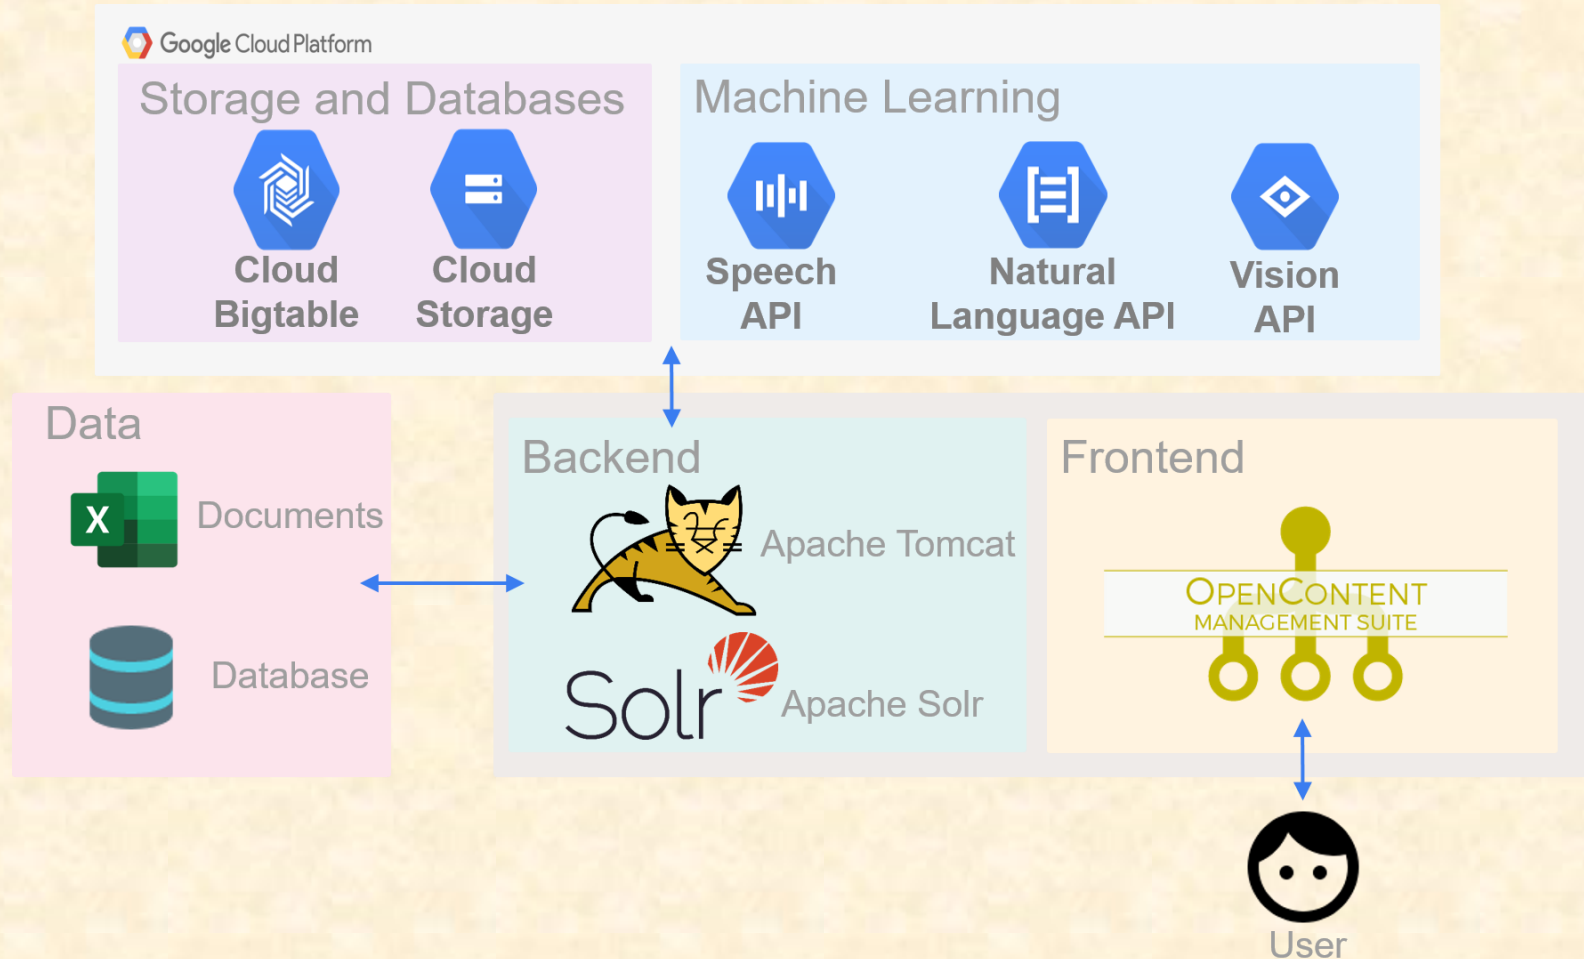 Google Cloud Platform
Storage and Databases
Cloud
Bigtable
Cloud
Storage
Machine Learning
Speech
API
Natural
Language API
Vision
API
Data
X
Documents
Database
Backend
Apache Tomcat
Solr
Apache Solr
Frontend
OPENCONTENT
MANAGEMENT SUITE
User